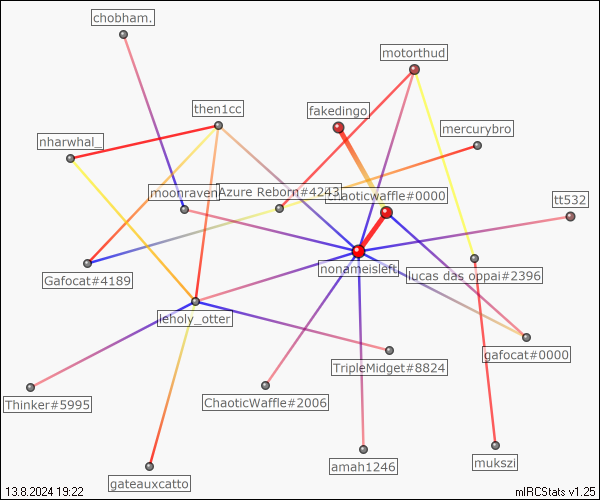 chobham.
motorthud
then1cc
fakedingo
mercurybro
nharwhal_
moonraven
Azure Reborn#4243
chaoticwaffle#0000
tt532
nonameisleft
lucas das oppai#2396
Gafocat#4189
leholy_otter
gafocat#0000
TripleMidget#8824
Thinker#5995
ChaoticWaffle#2006
amah1246
mukszi
gateauxcatto
13.8.2024 19:22
mIRCStats v1.25